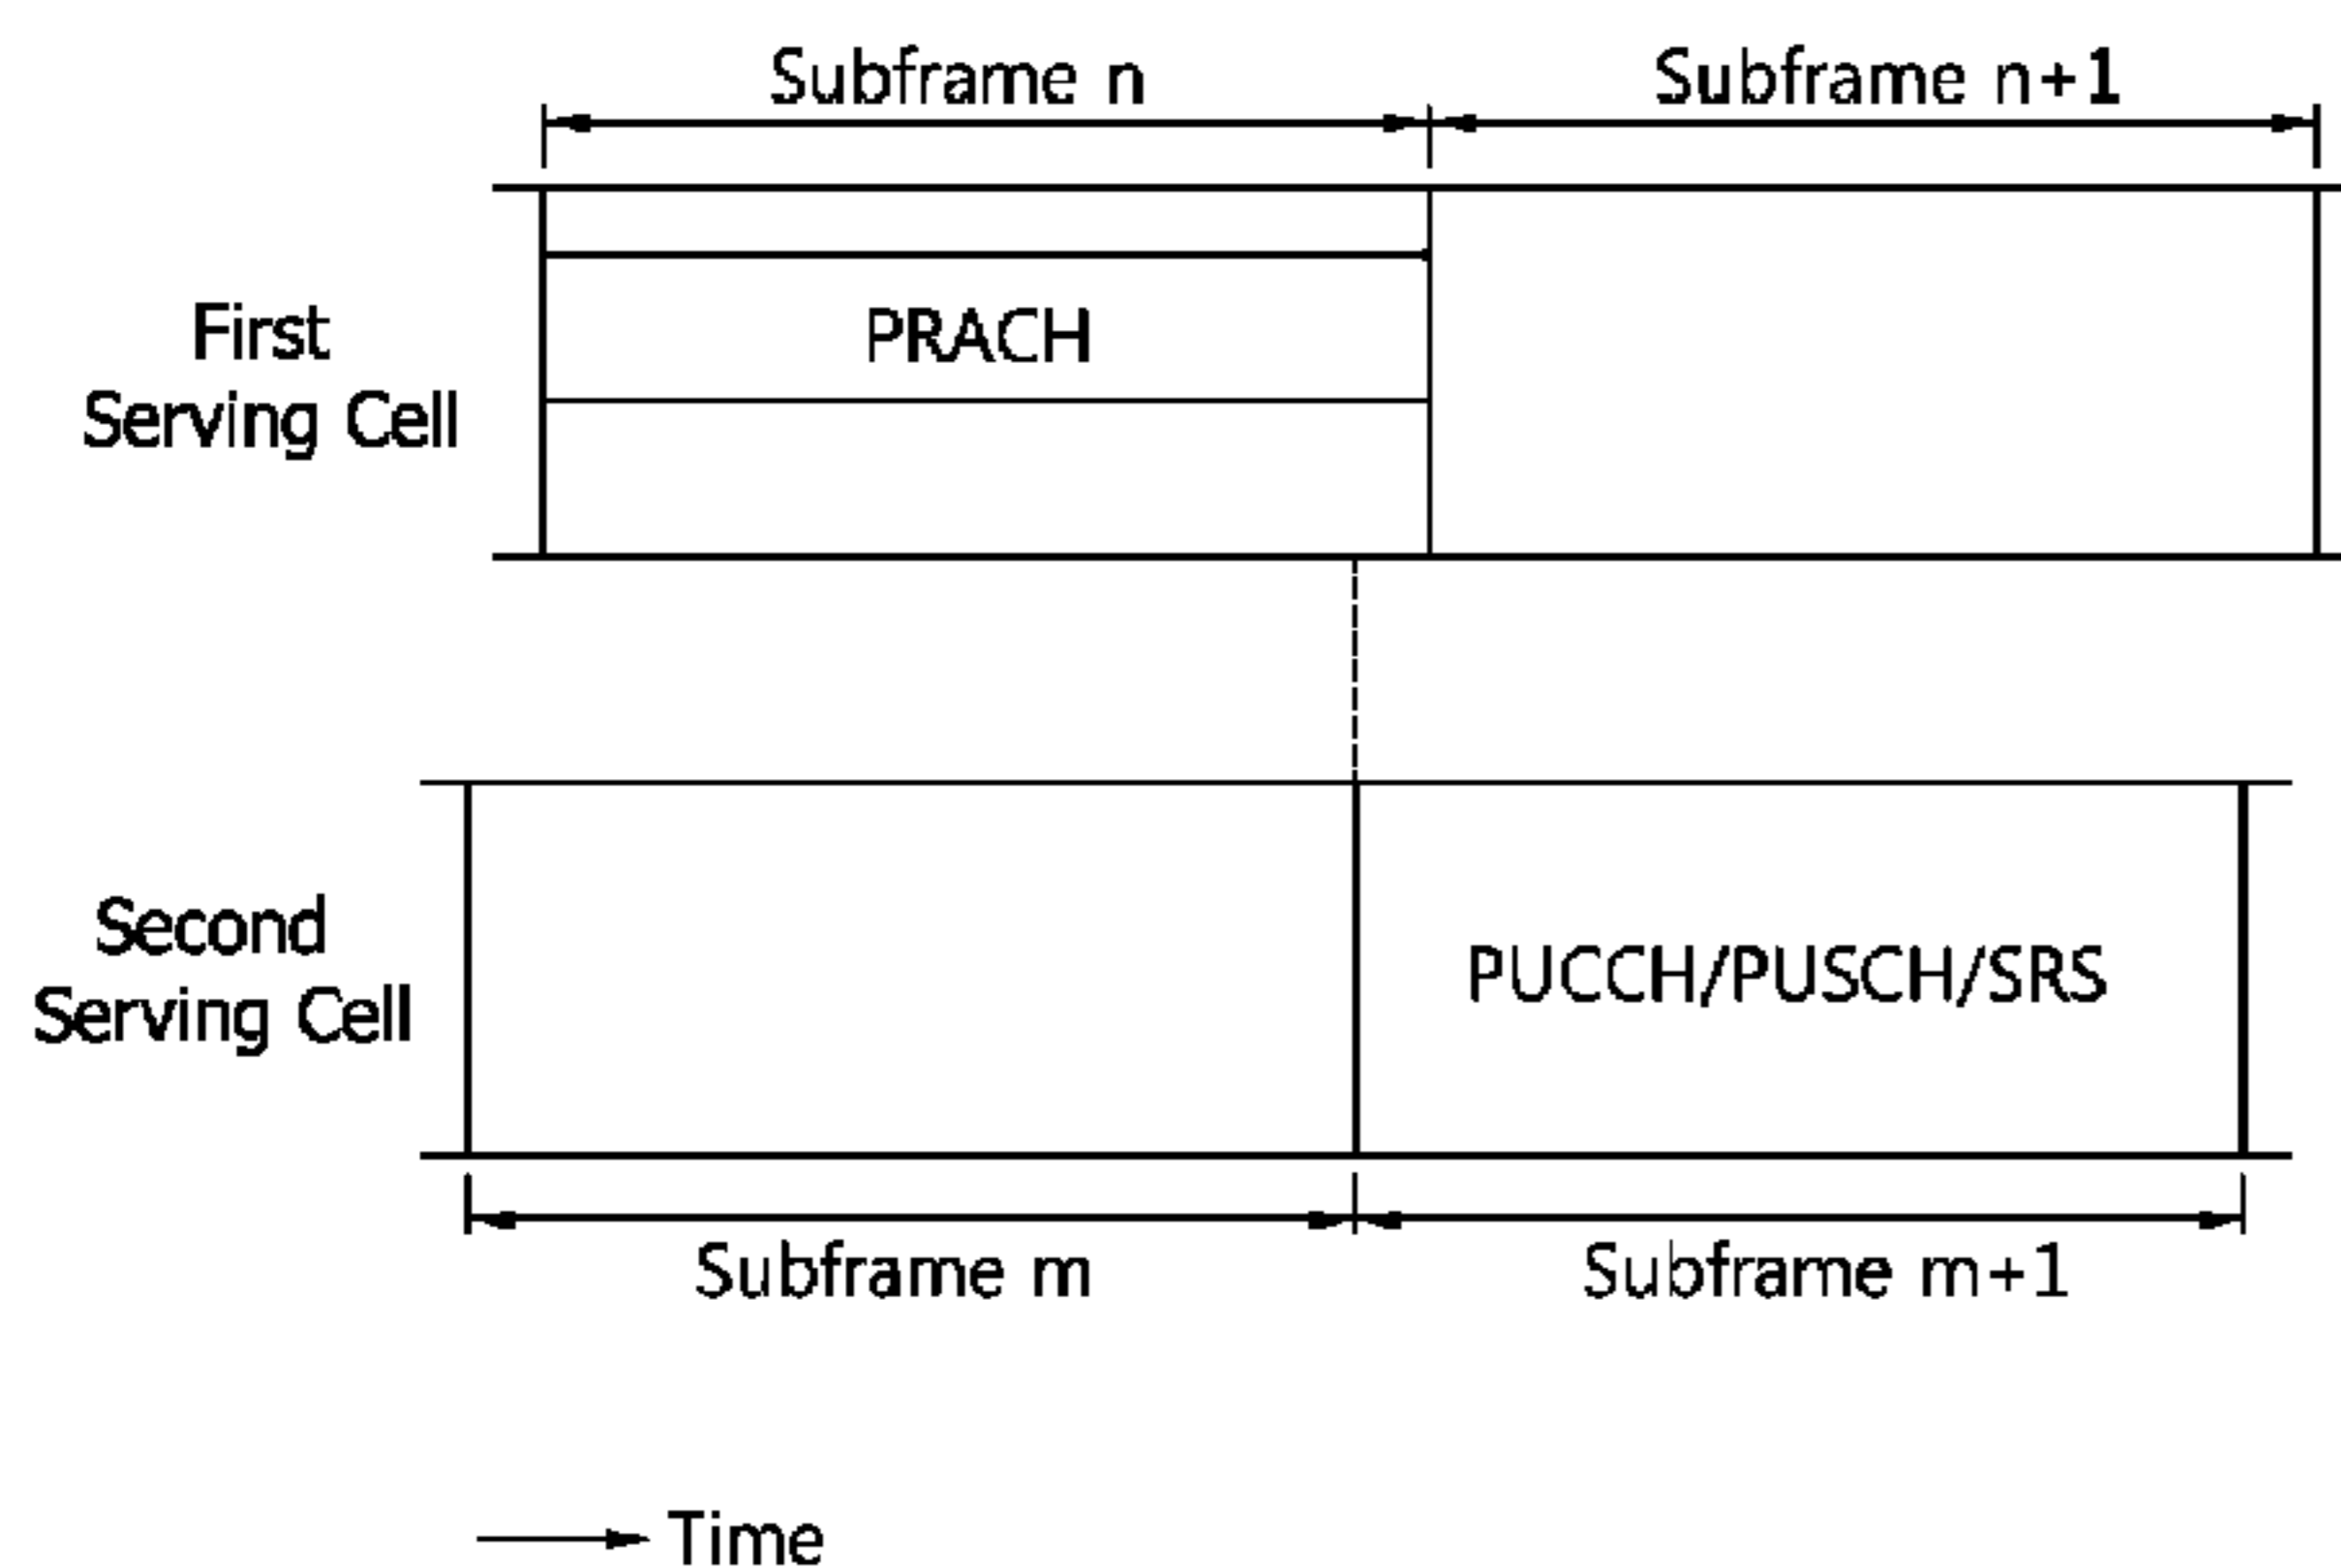 Subframe n
Subframe n+1
First
Serving Cell
PRACH
Second
Serving Cell
PUCCH/PUSCH/SRS
Subframe m
Subframe m+1
Time